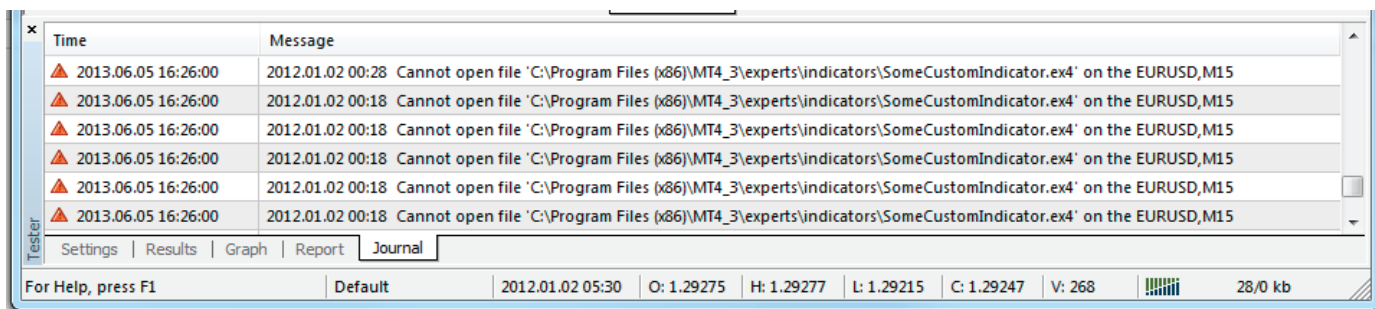 × Time Message
2013.06.05 16:26:00 2012.01.02 00:28 Cannot open file 'C:\Program Files (x86)\MT4_3\experts\indicators\SomeCustomIndicator.ex4' on the EURUSD,M15
2013.06.05 16:26:00 2012.01.02 00:18 Cannot open file 'C:\Program Files (x86)\MT4_3\experts\indicators\SomeCustomIndicator.ex4' on the EURUSD,M15
2013.06.05 16:26:00 2012.01.02 00:18 Cannot open file 'C:\Program Files (x86)\MT4_3\experts\indicators\SomeCustomIndicator.ex4' on the EURUSD,M15
2013.06.05 16:26:00 2012.01.02 00:18 Cannot open file 'C:\Program Files (x86)\MT4_3\experts\indicators\SomeCustomIndicator.ex4' on the EURUSD,M15
2013.06.05 16:26:00 2012.01.02 00:18 Cannot open file 'C:\Program Files (x86)\MT4_3\experts\indicators\SomeCustomIndicator.ex4' on the EURUSD,M15
2013.06.05 16:26:00 2012.01.02 00:18 Cannot open file 'C:\Program Files (x86)\MT4_3\experts\indicators\SomeCustomIndicator.ex4' on the EURUSD,M15
Tester
Settings | Results | Graph | Report Journal
For Help, press F1 Default 2012.01.02 05:30 O: 1.29275 H: 1.29277 L: 1.29215 C: 1.29247 V: 268 28/0 kb